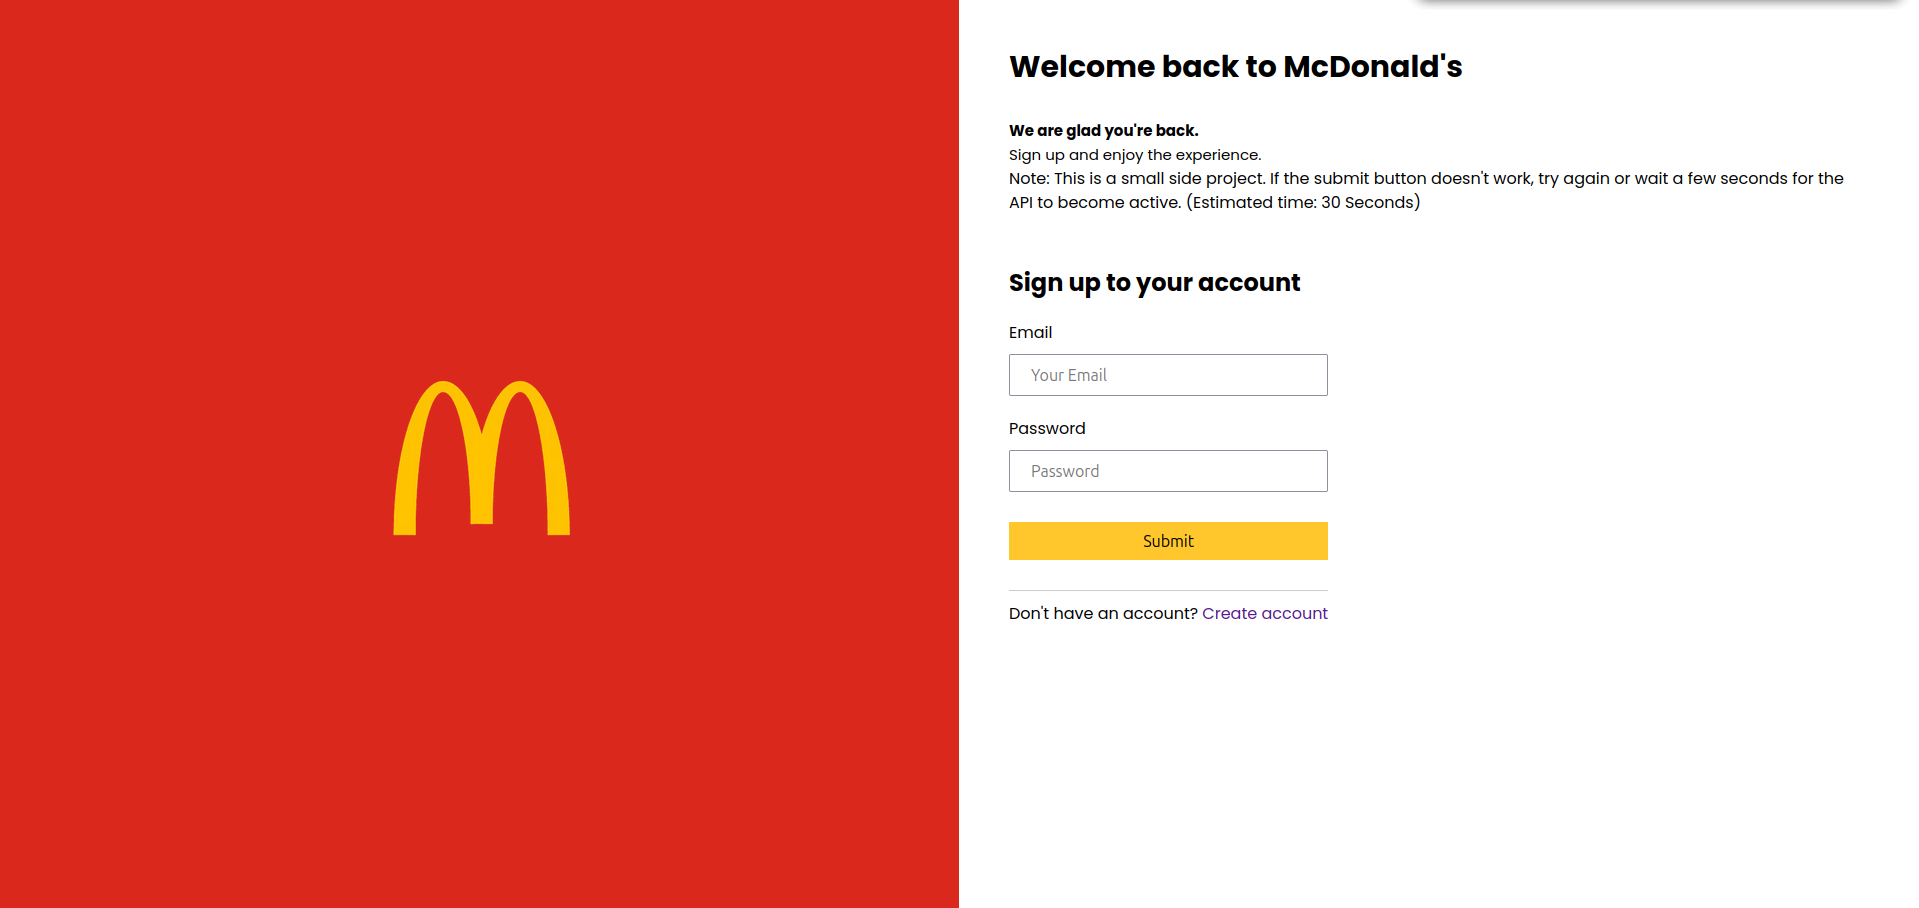 Welcome back to McDonald's
We are glad you're back.
Sign up and enjoy the experience.
Note: This is a small side project. If the submit button doesn't work, try again or wait a few seconds for the
API to become active. (Estimated time: 30 Seconds)
Sign up to your account
Email
Your Email
Password
Password
Submit
Don't have an account? Create account